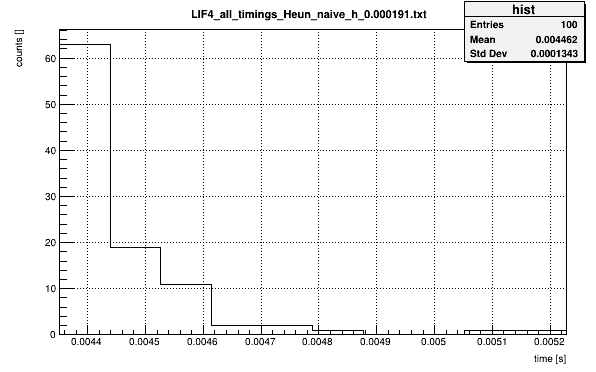 LIF4_all_timings_Heun_naive_h_0.000191.txt
hist
Entries 100
Mean 0.004462
Std Dev 0.0001343
counts []
60
50
40
30
20
10
0
0.0044 0.0045 0.0046 0.0047 0.0048 0.0049 0.005 0.0051 0.0052
time [s]